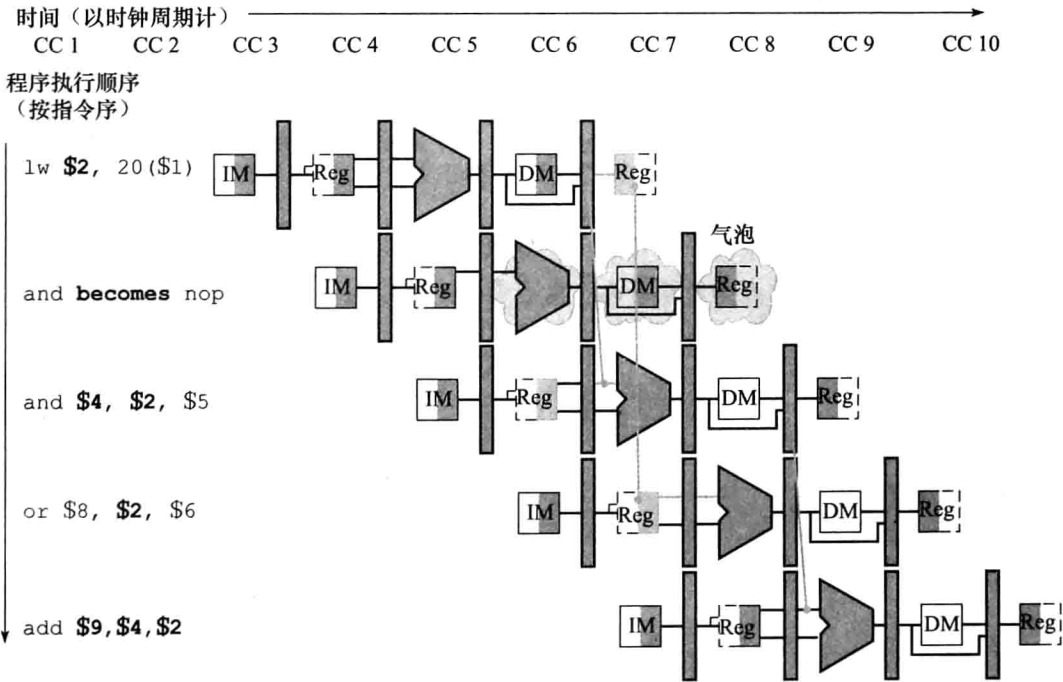 时间（以时钟周期计）
CC 1 CC 2 CC 3 CC 4 CC 5 CC 6 CC 7 CC 8 CC 9 CC 10
程序执行顺序
（按指令序）
lw $2, 20($1)
IM Reg DM Reg
气泡
and becomes nop
IM Reg DM Reg
and $4, $2, $5
IM Reg DM Reg
or $8, $2, $6
IM Reg DM Reg
add $9,$4,$2
IM Reg DM Reg